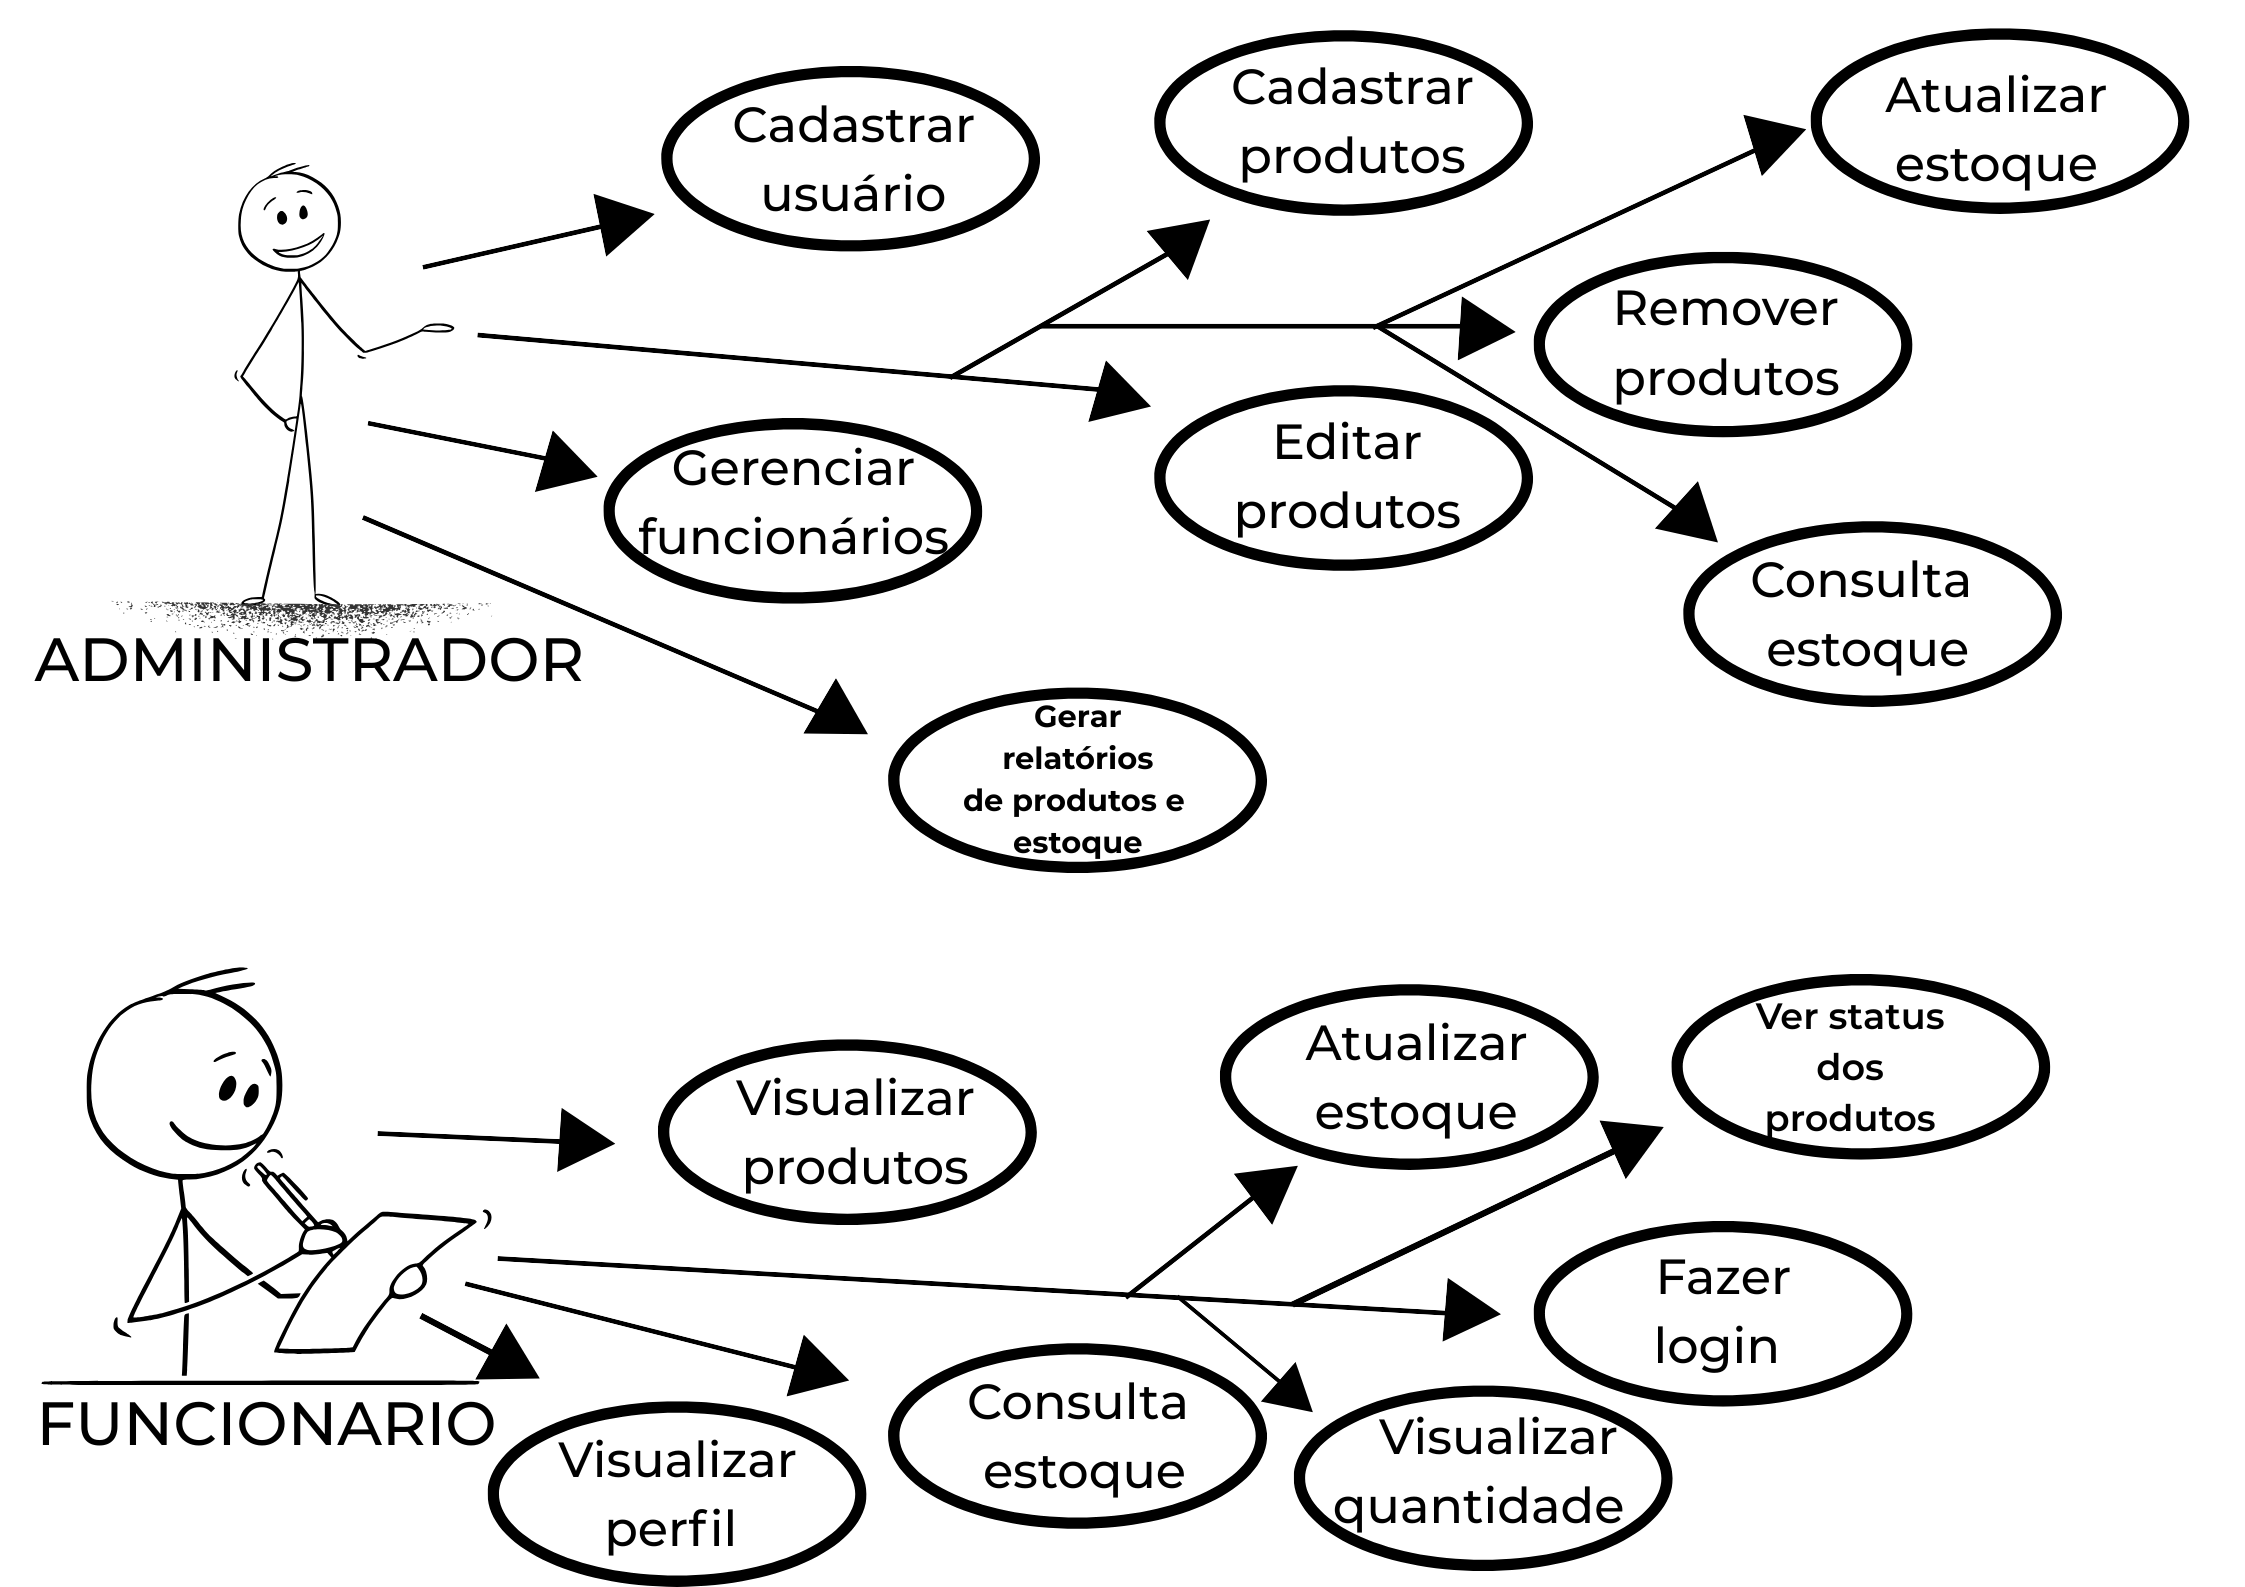 Cadastrar
usuário
Cadastrar
produtos
Atualizar
estoque
Remover
produtos
Editar
produtos
Gerenciar
funcionários
Consulta
estoque
ADMINISTRADOR
Gerar
relatórios
de produtos e
estoque
Visualizar
produtos
Atualizar
estoque
Ver status
dos
produtos
Fazer
login
FUNCIONARIO
Visualizar
perfil
Consulta
estoque
Visualizar
quantidade